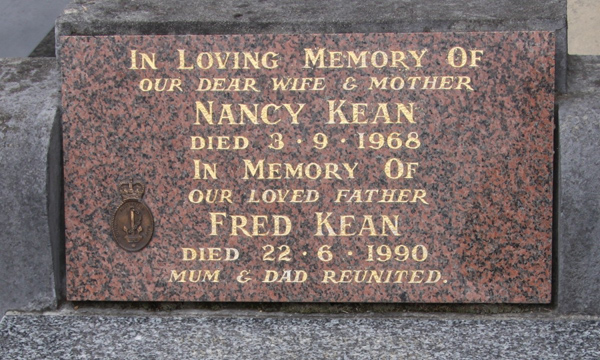 IN LOVING MEMORY OF
OUR DEAR WIFE & MOTHER
NANCY KEAN
DIED 3·9·1968
IN MEMORY OF
OUR LOVED FATHER
FRED KEAN
DIED 22·6·1990
MUM & DAD REUNITED.